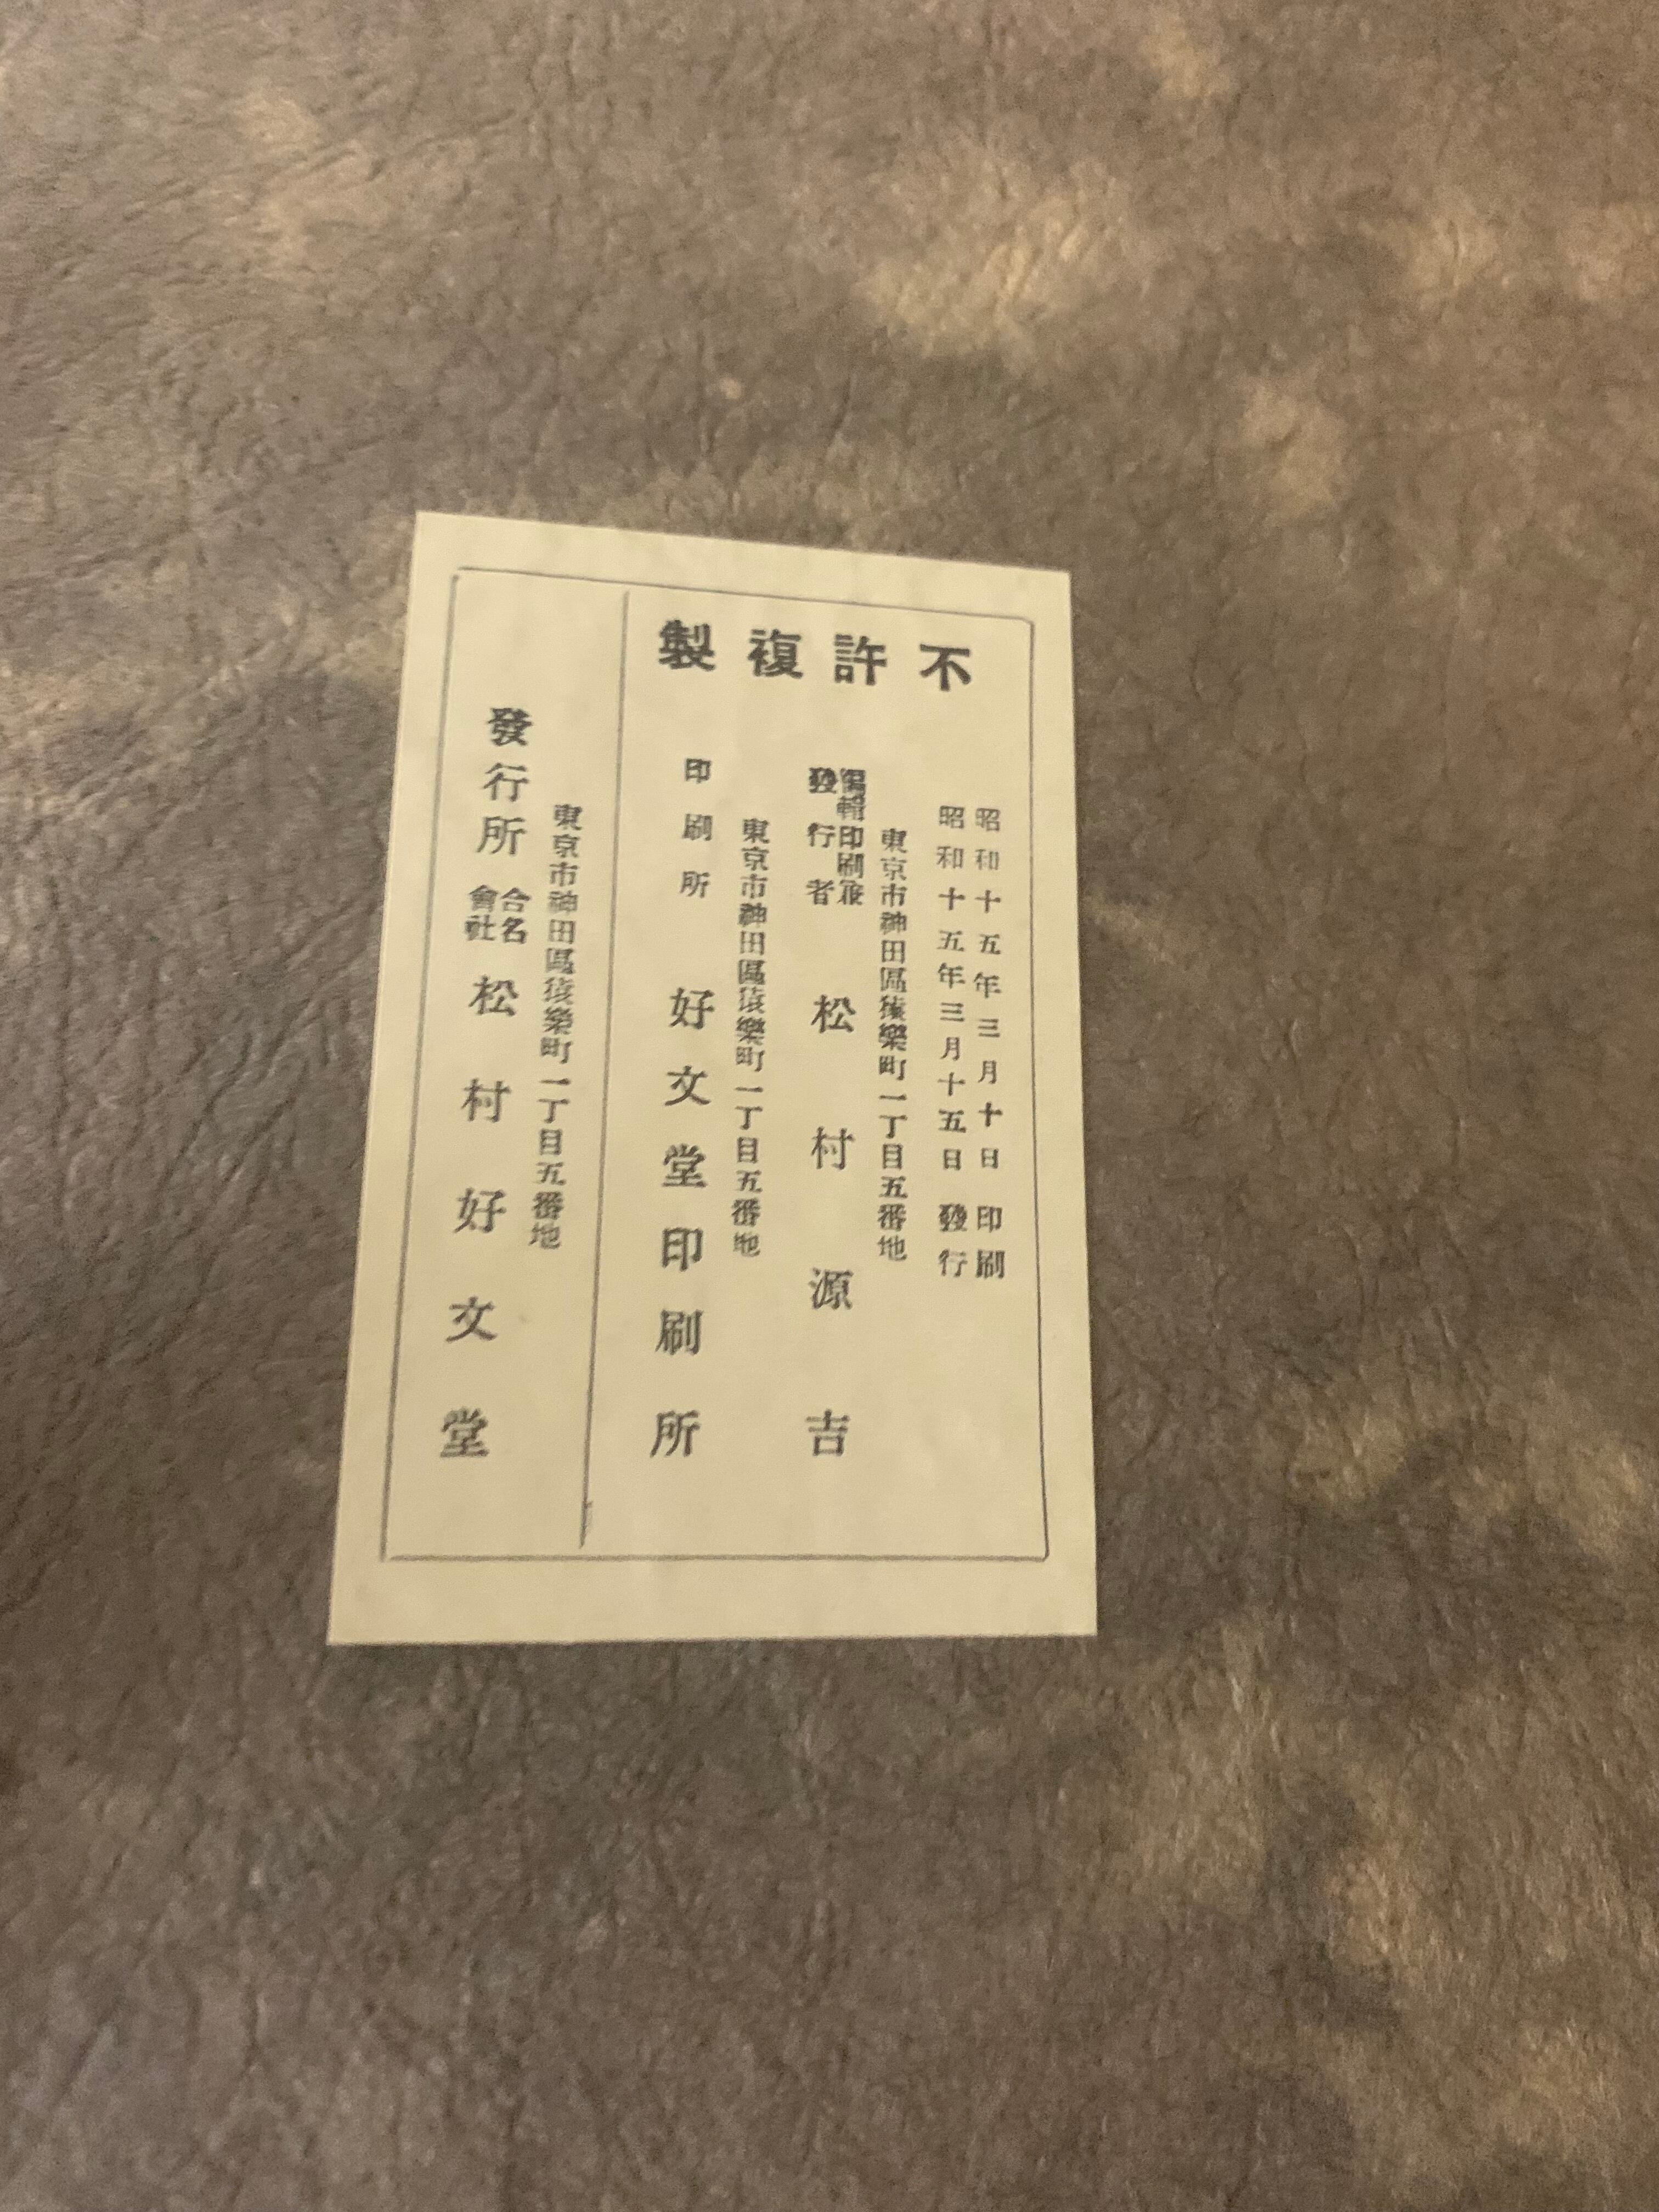 不許複製
昭和十五年三月十日印刷
昭和十五年三月十五日發行
東京市神田區猿樂町一丁目五番地
編輯印刷兼
發行者
松村源吉
東京市神田區猿樂町一丁目五番地
印刷所
好文堂印刷所
東京市神田區猿樂町一丁目五番地
發行所
合名
會社
松村好文堂